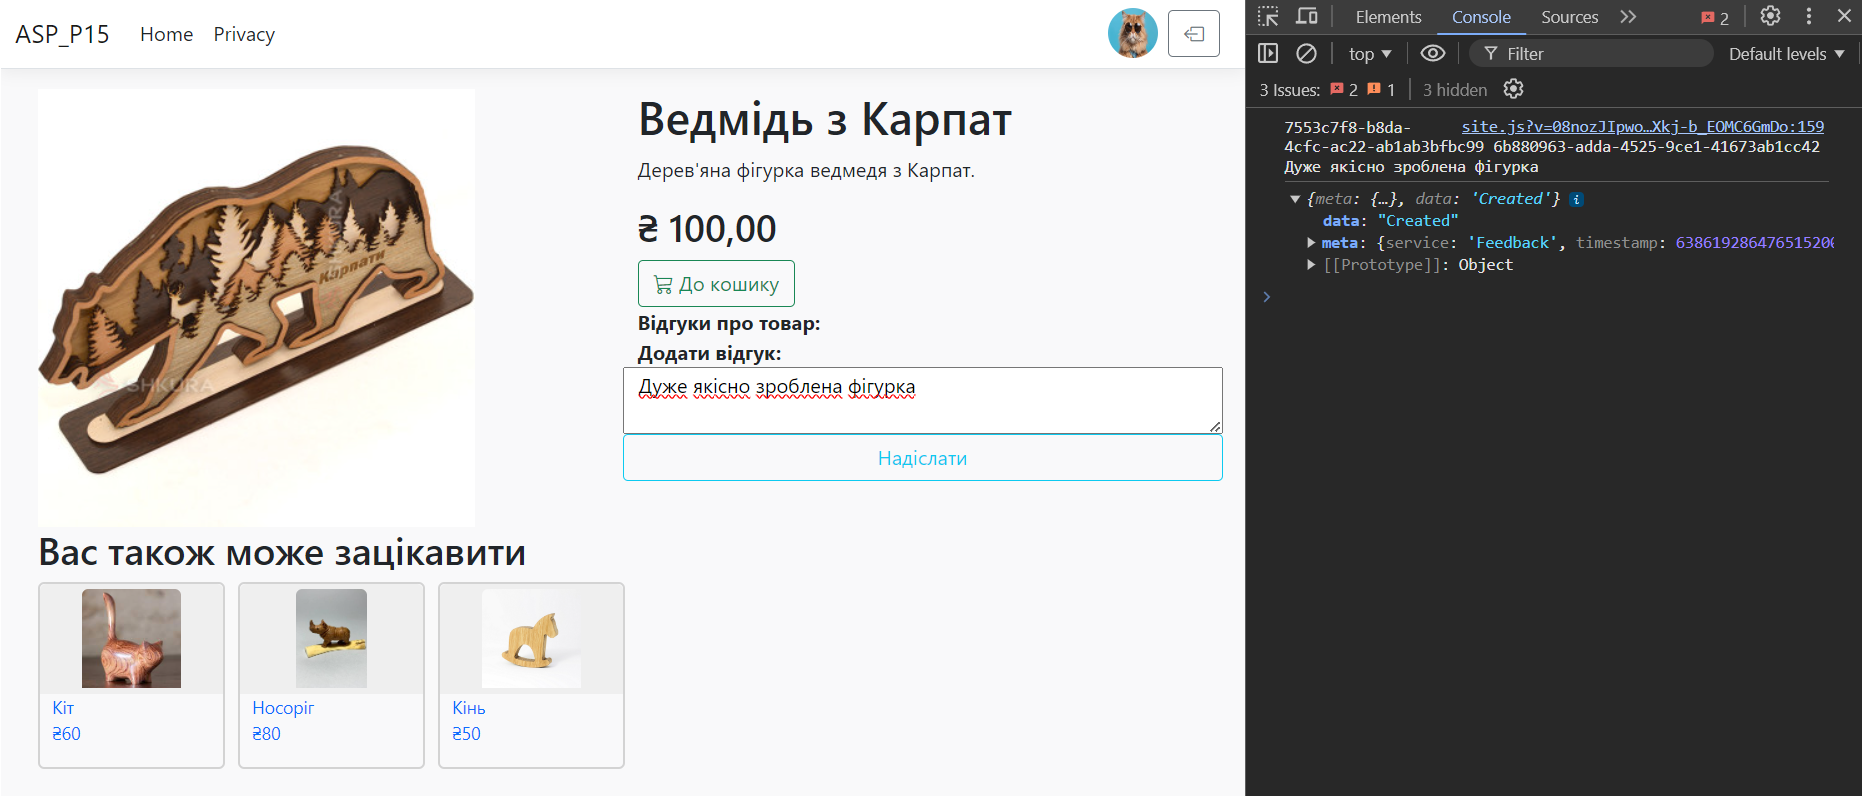 ASP_P15 Home Privacy
Ведмідь з Карпат
Дерев'яна фігурка ведмедя з Карпат.
₴ 100,00
До кошику
Відгуки про товар:
Додати відгук:
Дуже якісно зроблена фігурка
Надіслати
Карпати
SHKURA
Вас також може зацікавити
Кіт
₴60
Носоріг
₴80
Кінь
₴50
Elements Console Sources 2
top Filter Default levels
3 Issues: 2 1 3 hidden
7553c7f8-b8da- site.js?v=08nozJIpwo…Xkj-b_EOMC6GmDo:159
4cfc-ac22-ab1ab3bfbc99 6b880963-adda-4525-9ce1-41673ab1cc42
Дуже якісно зроблена фігурка
{meta: {…}, data: 'Created'}
data: "Created"
meta: {service: 'Feedback', timestamp: 638619286476515200
[[Prototype]]: Object